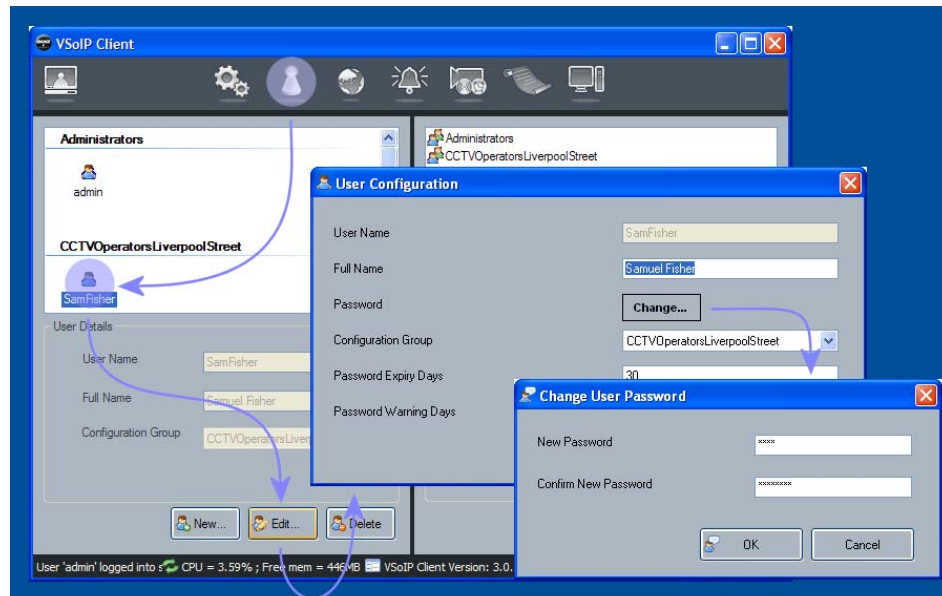 VSoIP Client
Administrators
admin
CCTVOperatorsLiverpoolStreet
SamFisher
User Details
User Name
SamFisher
Full Name
Samuel Fisher
Configuration Group
CCTVOperatorsLiver
New...
Edit...
Delete
Administrators
CCTVOperatorsLiverpoolStreet
User Configuration
User Name
SamFisher
Full Name
Samuel Fisher
Password
Change...
Configuration Group
CCTVOperatorsLiverpoolStreet
Password Expiry Days
30
Password Warning Days
Change User Password
New Password
xxxx
Confirm New Password
xxxxxxxx
OK
Cancel
User 'admin' logged into s CPU = 3.59% ; Free mem = 446MB VSoIP Client Version: 3.0.